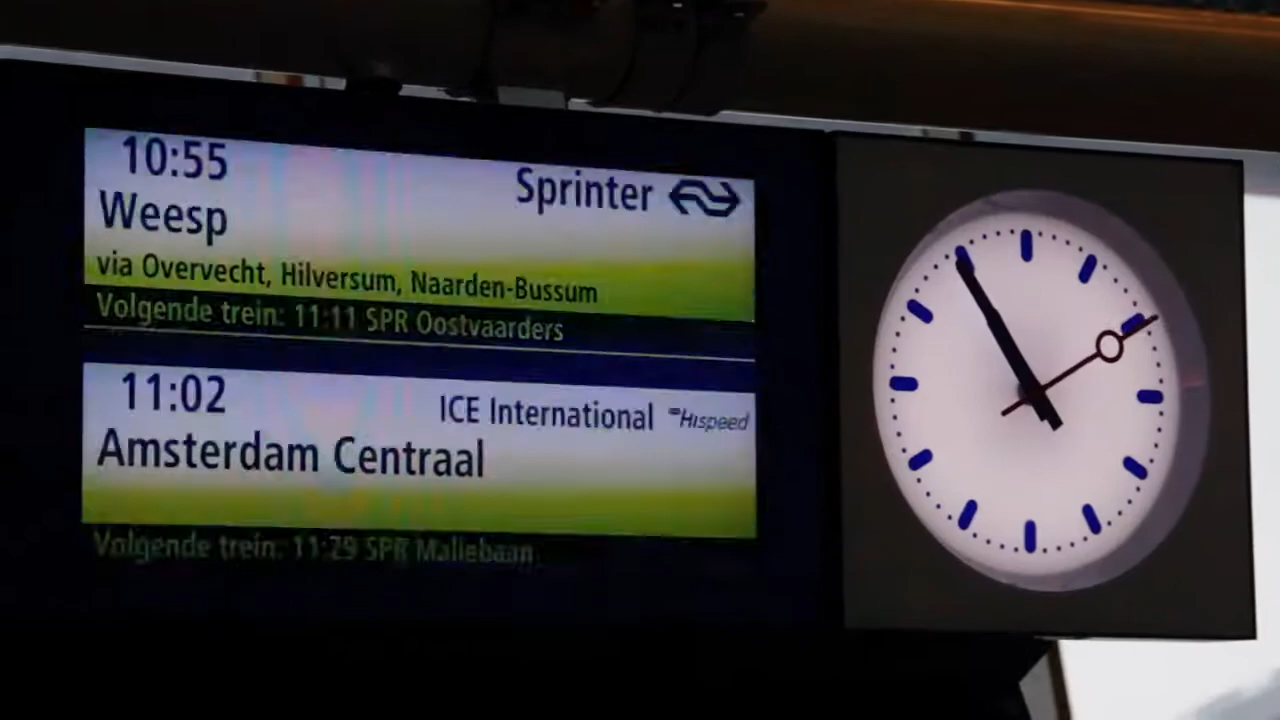 10:55
Sprinter
Weesp
via Overvecht, Hilversum, Naarden-Bussum
Volgende trein: 11:11 SPR Oostvaarders
11:02
ICE International Hispeed
Amsterdam Centraal
Volgende trein: 11:29 SPR Maliebaan